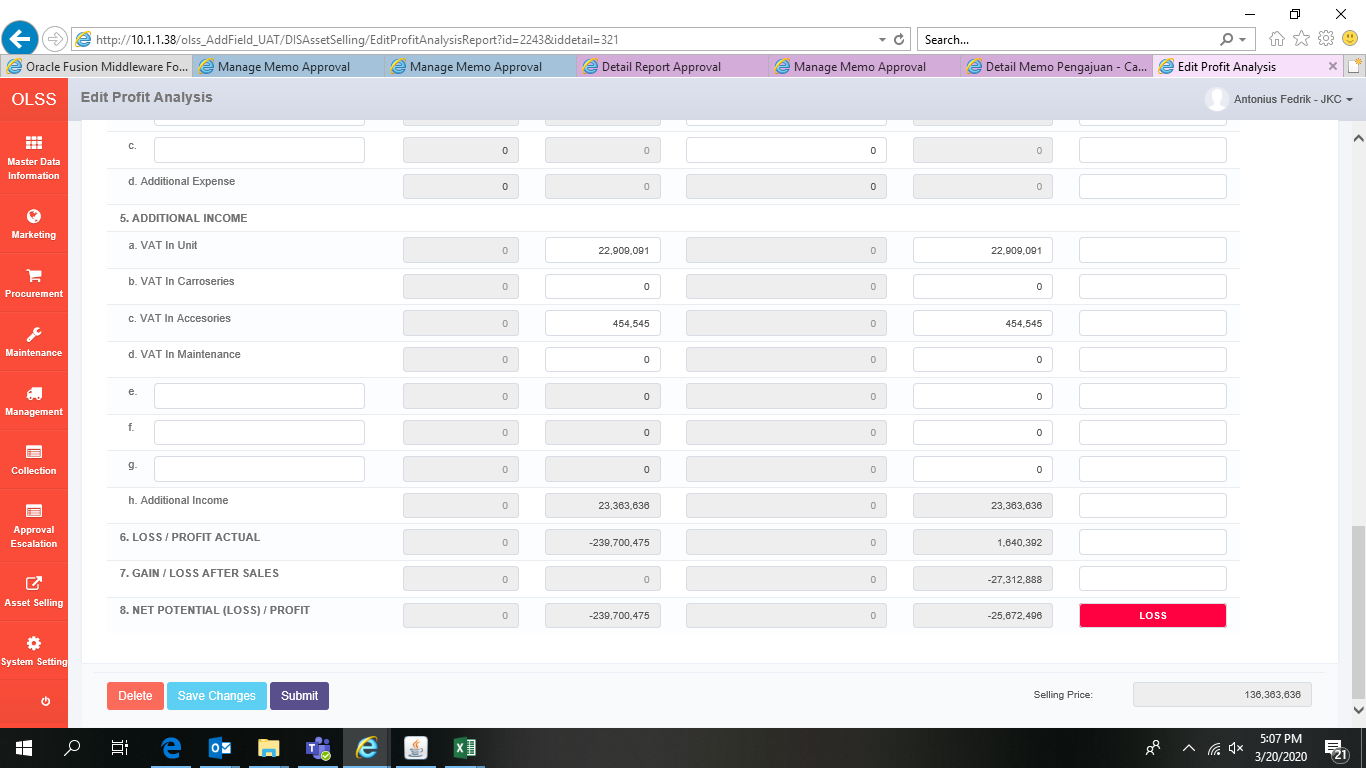 http://10.1.1.38/olss_AddField_UAT/DISAssetSelling/EditProfitAnalysisReport?id=2243&iddetail=321
Search...
Oracle Fusion Middleware Fo...
Manage Memo Approval
Manage Memo Approval
Detail Report Approval
Manage Memo Approval
Detail Memo Pengajuan - Ca...
Edit Profit Analysis
OLSS
Edit Profit Analysis
Antonius Fedrik - JKC
Master Data
Information
Marketing
Procurement
Maintenance
Management
Collection
Approval
Escalation
Asset Selling
System Setting
c. 0 0 0 0
d. Additional Expense 0 0 0 0
5. ADDITIONAL INCOME
a. VAT In Unit 0 22,909,091 0 22,909,091
b. VAT In Carroseries 0 0 0 0
c. VAT In Accesories 0 454,545 0 454,545
d. VAT In Maintenance 0 0 0 0
e. 0 0 0 0
f. 0 0 0 0
g. 0 0 0 0
h. Additional Income 0 23,363,636 0 23,363,636
6. LOSS / PROFIT ACTUAL 0 -239,700,475 0 1,640,392
7. GAIN / LOSS AFTER SALES 0 0 0 -27,312,888
8. NET POTENTIAL (LOSS) / PROFIT 0 -239,700,475 0 -25,672,496 LOSS
Delete
Save Changes
Submit
Selling Price: 136,363,636
5:07 PM
3/20/2020
21